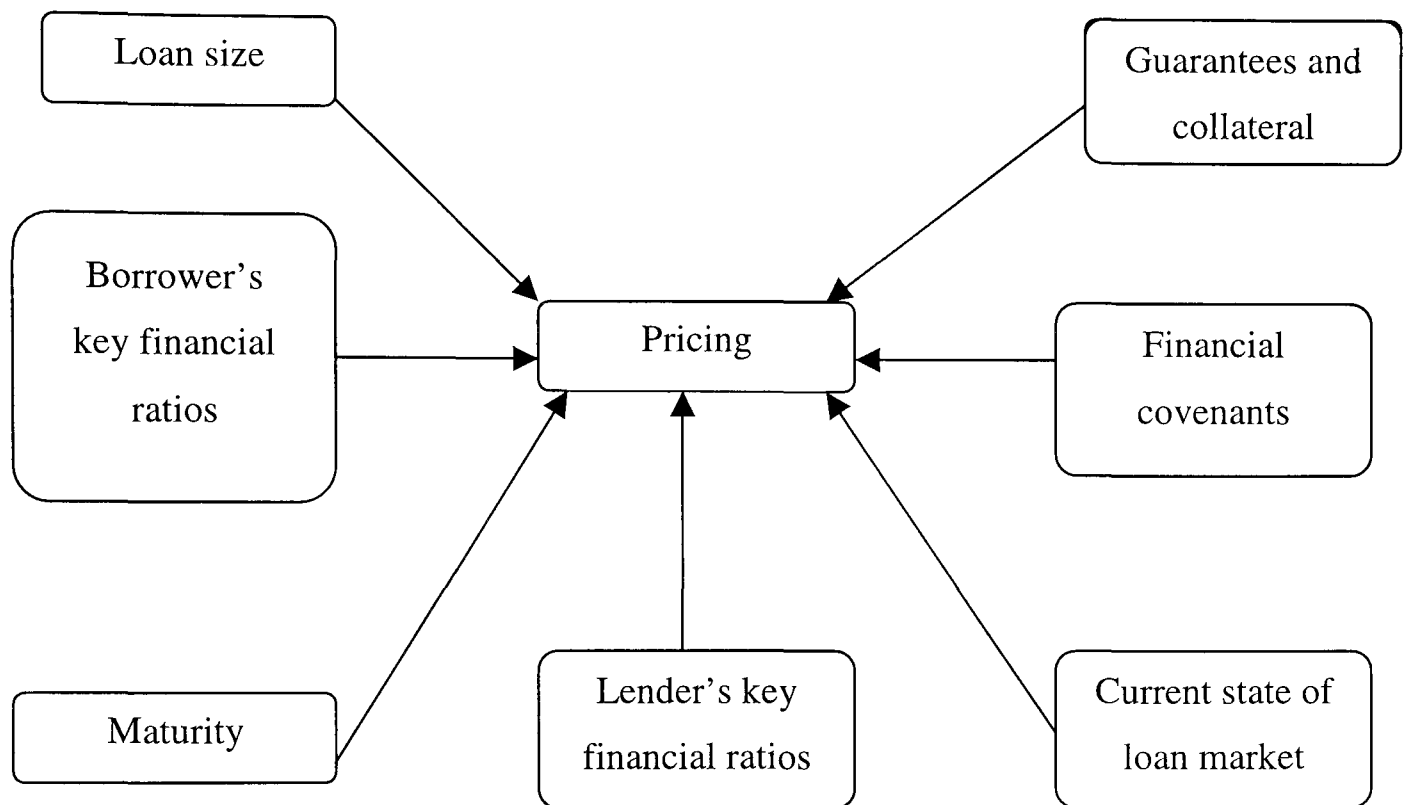 Loan size
Guarantees and
collateral
Borrower’s
key financial
ratios
Pricing
Financial
covenants
Maturity
Lender’s key
financial ratios
Current state of
loan market